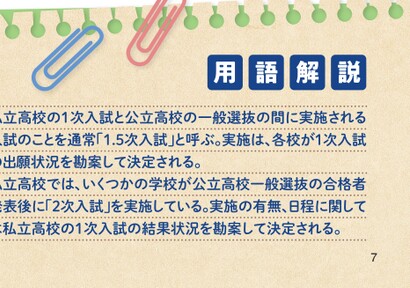 用語解説
私立高校の1次入試と公立高校の一般選抜の間に実施される
入試のことを通常「1.5次入試」と呼ぶ。実施は、各校が1次入試
の出願状況を勘案して決定される。
私立高校では、いくつかの学校が公立高校一般選抜の合格者
発表後に「2次入試」を実施している。実施の有無、日程に関して
は私立高校の1次入試の結果状況を勘案して決定される。
7